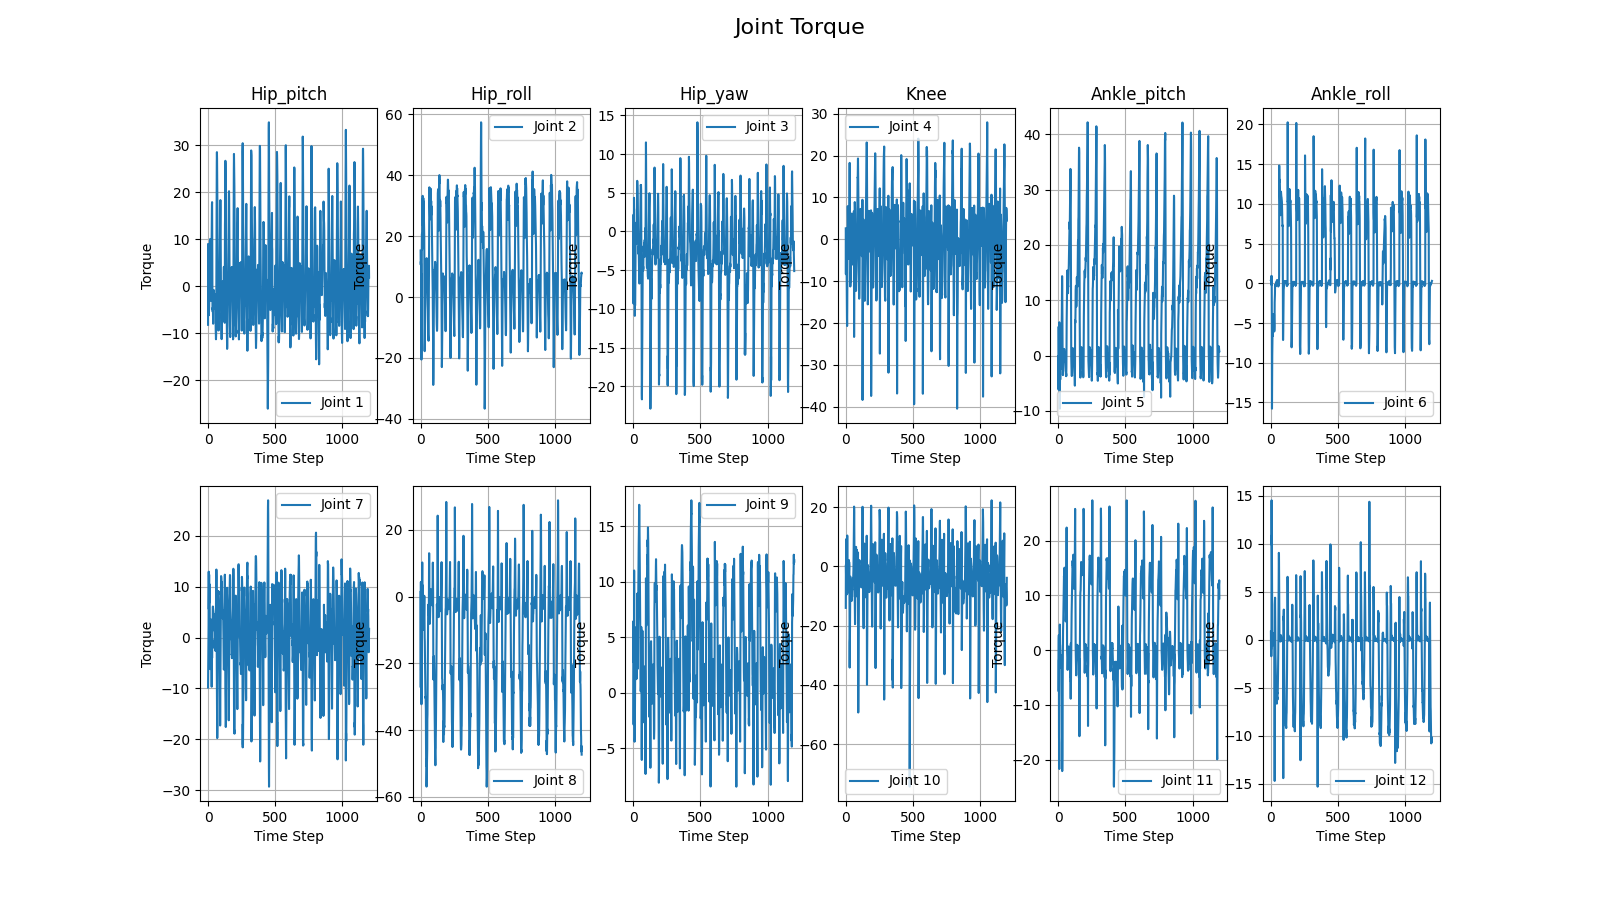 Joint Torque
Hip_pitch Hip_roll Hip_yaw Knee Ankle_pitch Ankle_roll
Torque
30
20
10
0
−10
−20
Joint 1
0 500 1000
Time Step
Torque
60
40
20
0
−20
−40
Joint 2
0 500 1000
Time Step
Torque
15
10
5
0
−5
−10
−15
−20
Joint 3
0 500 1000
Time Step
Torque
30
20
10
0
−10
−20
−30
−40
Joint 4
0 500 1000
Time Step
Torque
40
30
20
10
0
−10
Joint 5
0 500 1000
Time Step
Torque
20
15
10
5
0
−5
−10
−15
Joint 6
0 500 1000
Time Step
Torque
20
10
0
−10
−20
−30
Joint 7
0 500 1000
Time Step
Torque
20
0
−20
−40
−60
Joint 8
0 500 1000
Time Step
Torque
15
10
5
0
−5
Joint 9
0 500 1000
Time Step
Torque
20
0
−20
−40
−60
Joint 10
0 500 1000
Time Step
Torque
20
10
0
−10
−20
Joint 11
0 500 1000
Time Step
Torque
15
10
5
0
−5
−10
−15
Joint 12
0 500 1000
Time Step